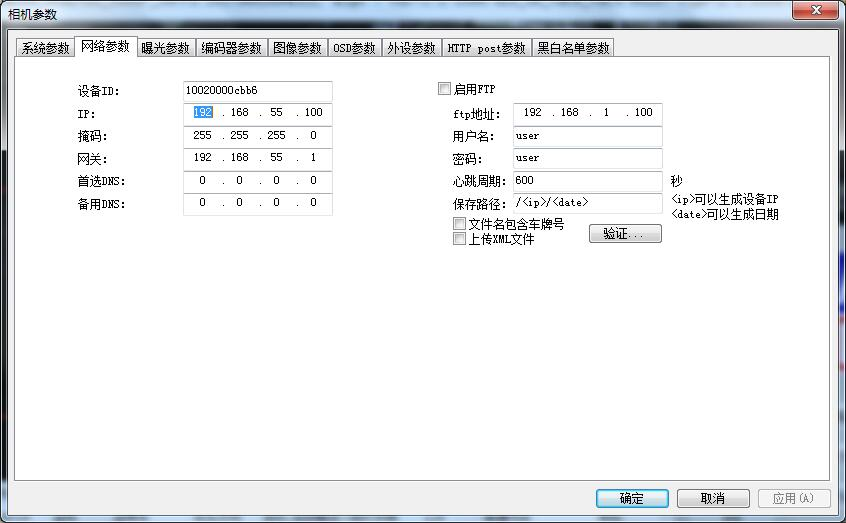 相机参数
系统参数 网络参数 曝光参数 编码器参数 图像参数 OSD参数 外设参数 HTTP post参数 黑白名单参数
设备ID: 10020000cbb6
IP: 192 . 168 . 55 . 100
掩码: 255 . 255 . 255 . 0
网关: 192 . 168 . 55 . 1
首选DNS: 0 . 0 . 0 . 0
备用DNS: 0 . 0 . 0 . 0
启用FTP
ftp地址: 192 . 168 . 1 . 100
用户名: user
密码: user
心跳周期: 600 秒
保存路径: /<ip>/<date>
<ip>可以生成设备IP
<date>可以生成日期
文件名包含车牌号
上传XML文件
验证...
确定 取消 应用(A)